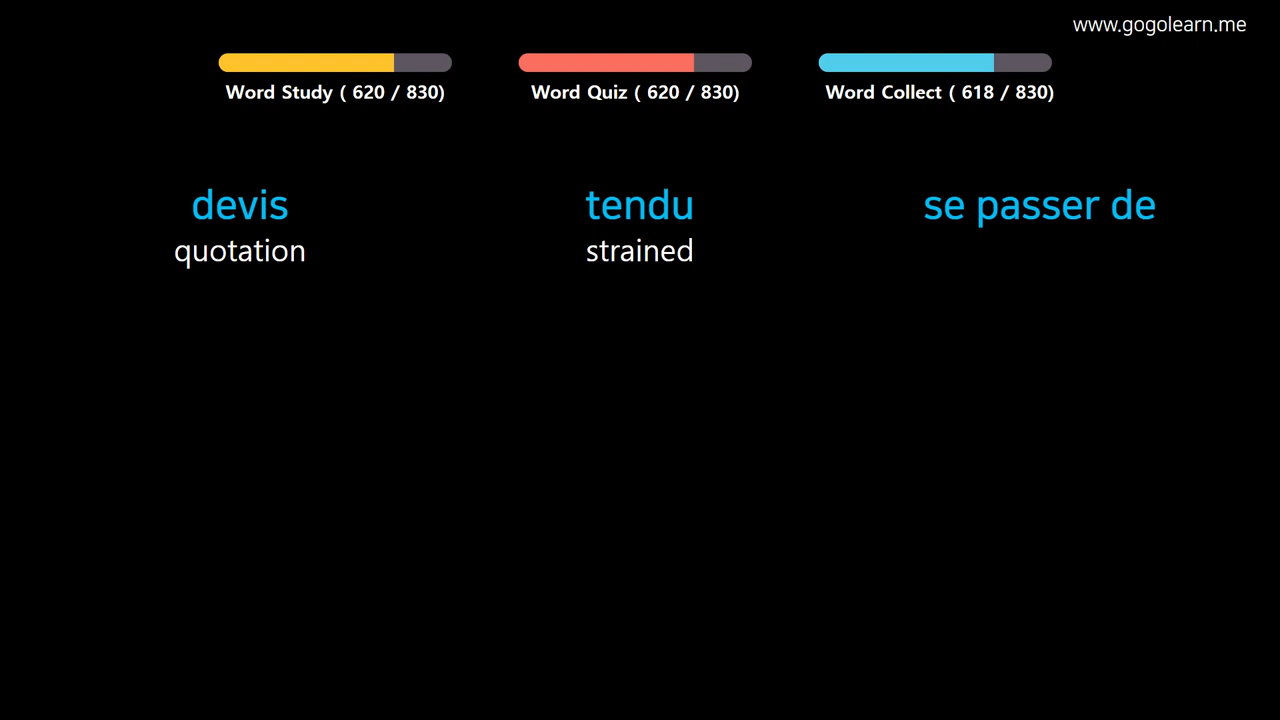 www.gogolearn.me
Word Study ( 620 / 830)
Word Quiz ( 620 / 830)
Word Collect ( 618 / 830)
devis
quotation
tendu
strained
se passer de